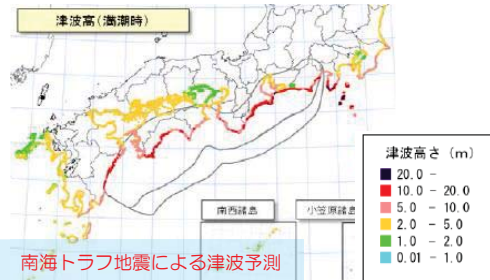 津波高(満潮時)
南西諸島
小笠原諸島
津波高さ (m)
20.0 -
10.0 - 20.0
5.0 - 10.0
2.0 - 5.0
1.0 - 2.0
0.01 - 1.0
南海トラフ地震による津波予測